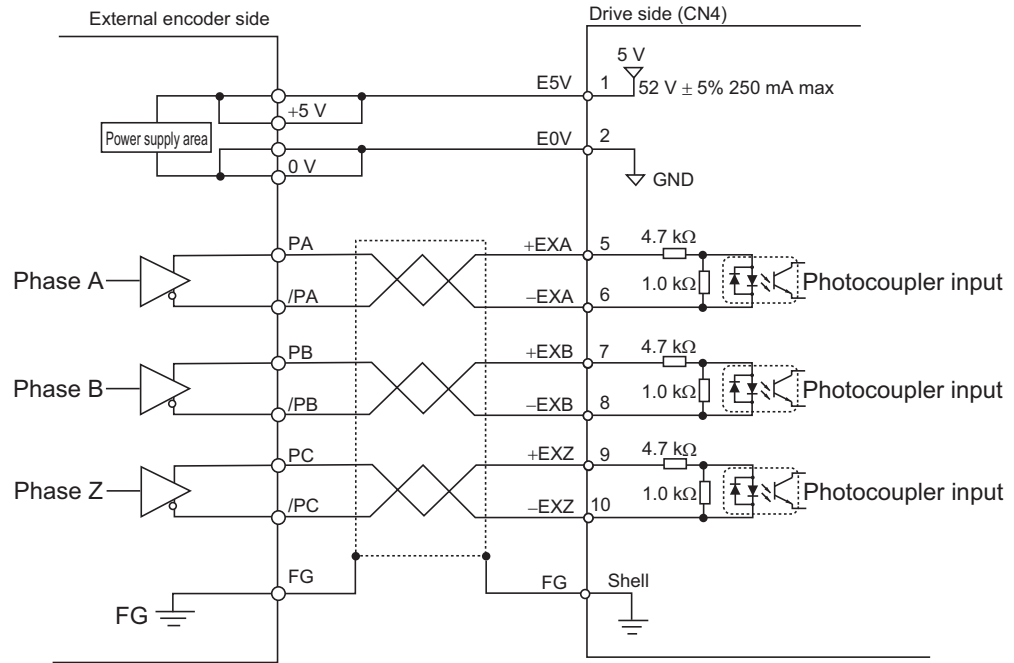 External encoder side
Drive side (CN4)
5 V
E5V 1
52 V ± 5% 250 mA max
+5 V
Power supply area
E0V 2
0 V
GND
PA
+EXA 5 4.7 kΩ
Phase A
1.0 kΩ
Photocoupler input
/PA
−EXA 6
PB
+EXB 7 4.7 kΩ
Phase B
1.0 kΩ
Photocoupler input
/PB
−EXB 8
PC
+EXZ 9 4.7 kΩ
Phase Z
1.0 kΩ
Photocoupler input
/PC
−EXZ 10
FG
FG Shell
FG